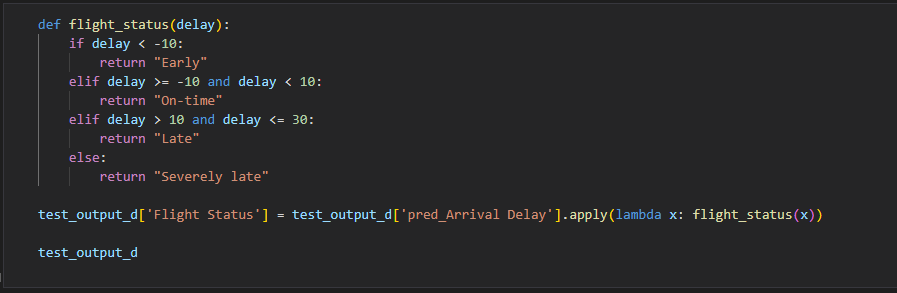 def flight_status(delay):
    if delay < -10:
        return "Early"
    elif delay >= -10 and delay < 10:
        return "On-time"
    elif delay > 10 and delay <= 30:
        return "Late"
    else:
        return "Severely late"
test_output_d['Flight Status'] = test_output_d['pred_Arrival Delay'].apply(lambda x: flight_status(x))
test_output_d